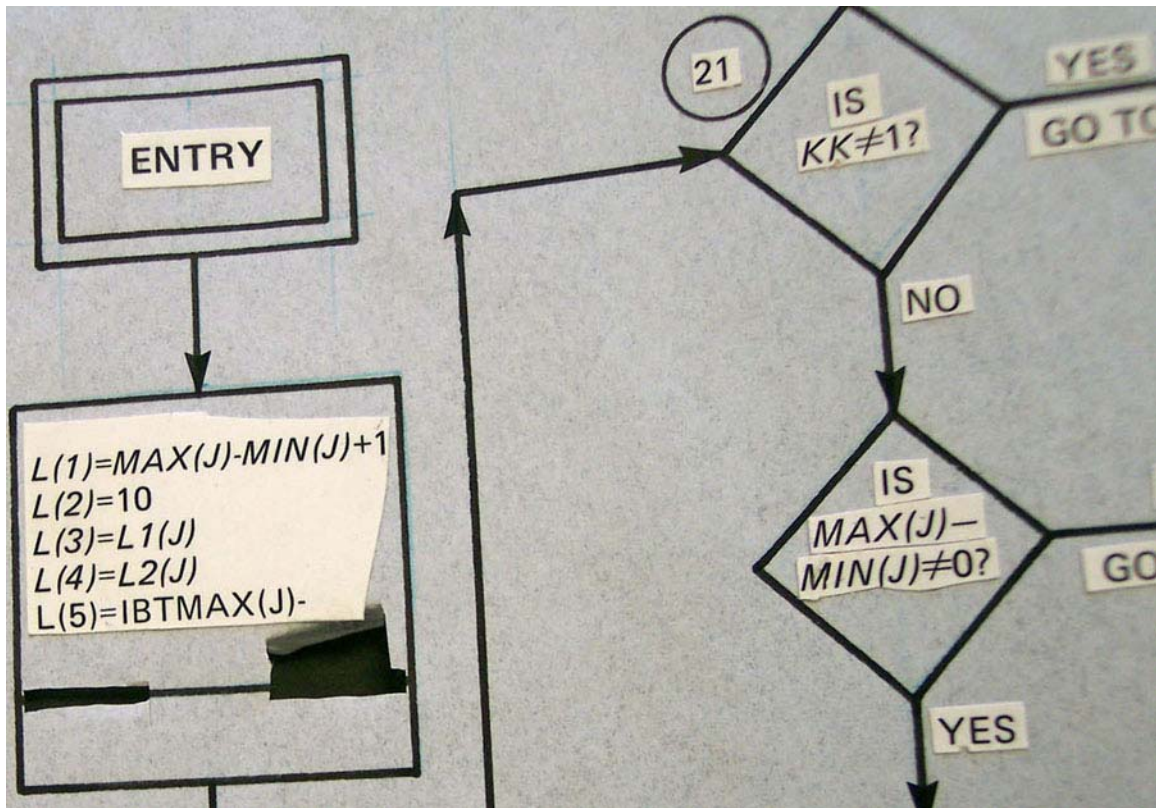 ENTRY
L(1)=MAX(J)-MIN(J)+1
L(2)=10
L(3)=L1(J)
L(4)=L2(J)
L(5)=IBTMAX(J)-
21
IS
KK≠1?
YES
GO TO
NO
IS
MAX(J)—
MIN(J)≠0?
GO
YES